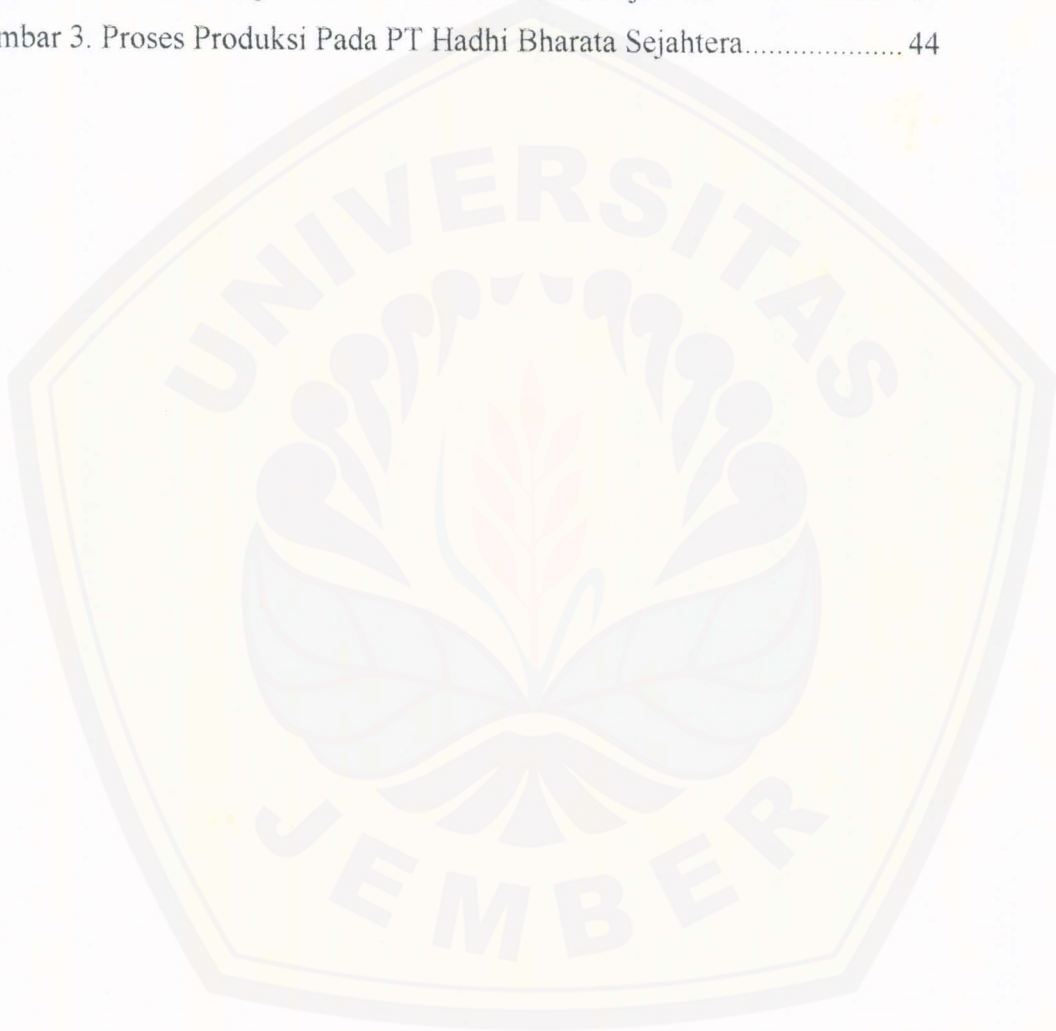 mbar 3. Proses Produksi Pada PT Hadhi Bharata Sejahtera.................... 44
UNIVERSITAS
JEMBER